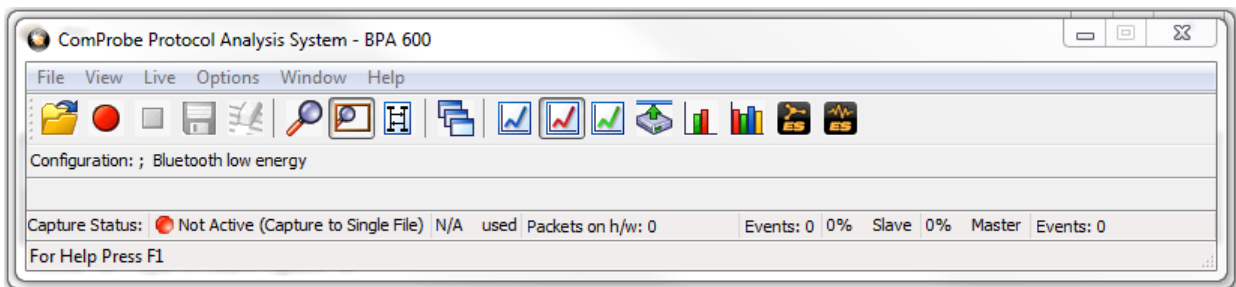 ComProbe Protocol Analysis System - BPA 600
File View Live Options Window Help
ES ES
Configuration: ; Bluetooth low energy
Capture Status: Not Active (Capture to Single File) N/A used Packets on h/w: 0 Events: 0 0% Slave 0% Master Events: 0
For Help Press F1